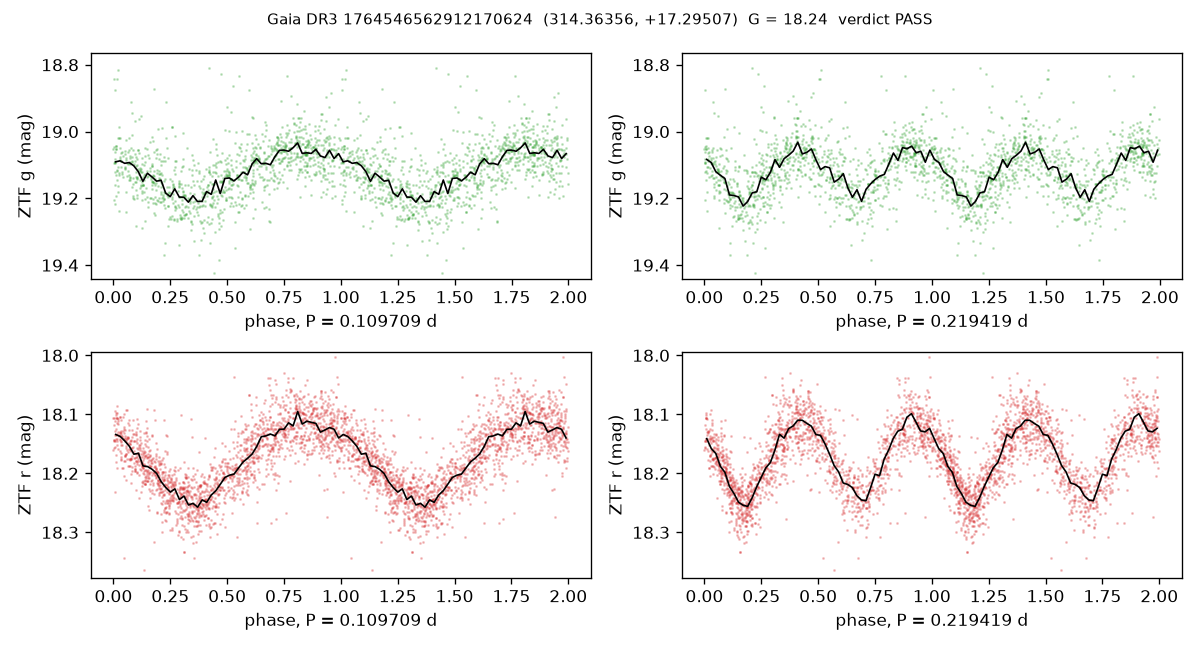 Gaia DR3 1764546562912170624 (314.36356, +17.29507) G = 18.24 verdict PASS
ZTF g (mag)
18.8
19.0
19.2
19.4
0.00 0.25 0.50 0.75 1.00 1.25 1.50 1.75 2.00
phase, P = 0.109709 d
ZTF g (mag)
18.8
19.0
19.2
19.4
0.00 0.25 0.50 0.75 1.00 1.25 1.50 1.75 2.00
phase, P = 0.219419 d
ZTF r (mag)
18.0
18.1
18.2
18.3
0.00 0.25 0.50 0.75 1.00 1.25 1.50 1.75 2.00
phase, P = 0.109709 d
ZTF r (mag)
18.0
18.1
18.2
18.3
0.00 0.25 0.50 0.75 1.00 1.25 1.50 1.75 2.00
phase, P = 0.219419 d